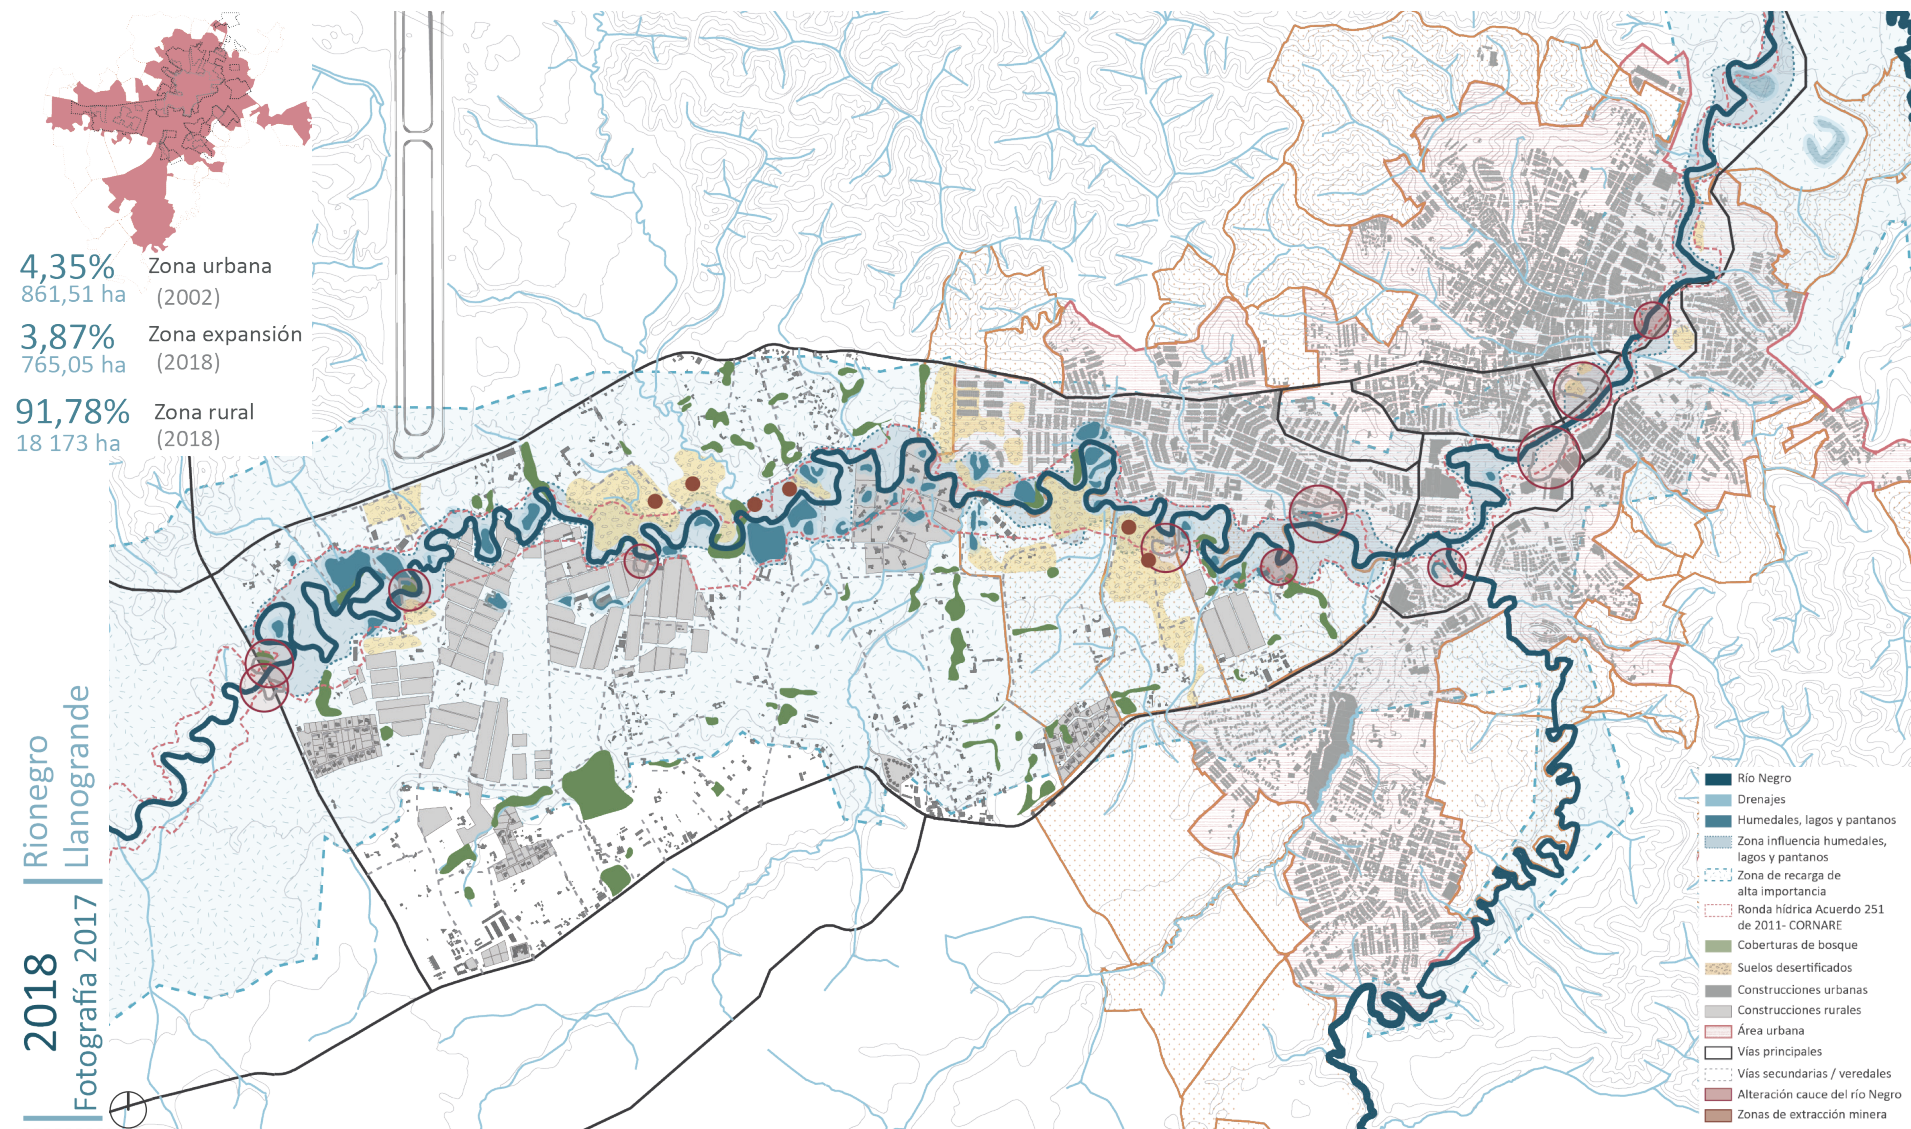 4,35% Zona urbana
861,51 ha (2002)
3,87% Zona expansión
765,05 ha (2018)
91,78% Zona rural
18 173 ha (2018)
Rionegro
Llanogrande
2018
Fotografía 2017
Río Negro
Drenajes
Humedales, lagos y pantanos
Zona influencia humedales,
lagos y pantanos
Zona de recarga de
alta importancia
Ronda hídrica Acuerdo 251
de 2011- CORNARE
Coberturas de bosque
Suelos desertificados
Construcciones urbanas
Construcciones rurales
Área urbana
Vías principales
Vías secundarias / veredales
Alteración cauce del río Negro
Zonas de extracción minera